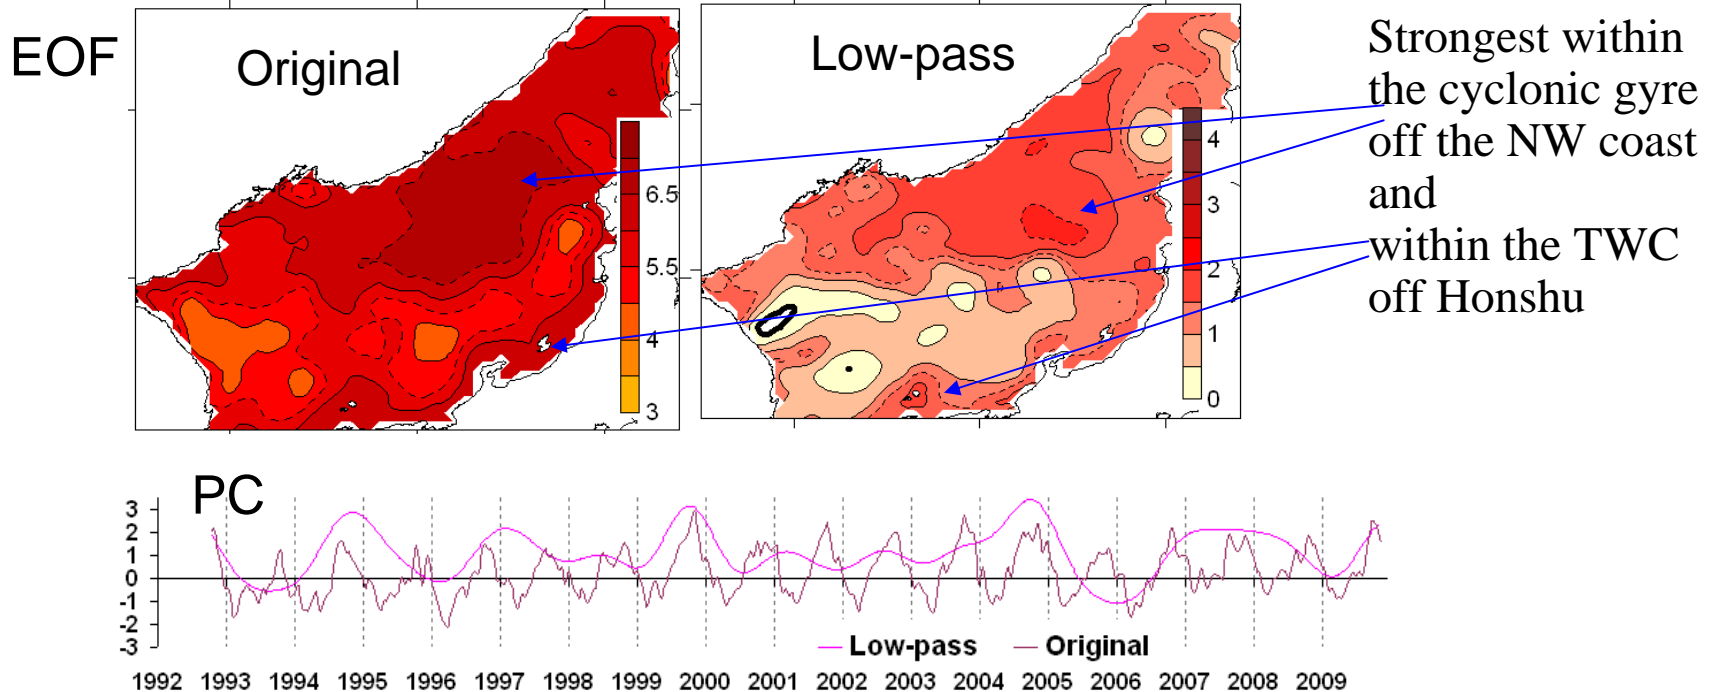 EOF
Original
Low-pass
Strongest within
the cyclonic gyre
off the NW coast
and
within the TWC
off Honshu
6.5
5.5
4
3
4
3
2
1
0
PC
3
2
1
0
-1
-2
-3
Low-pass Original
1992 1993 1994 1995 1996 1997 1998 1999 2000 2001 2002 2003 2004 2005 2006 2007 2008 2009